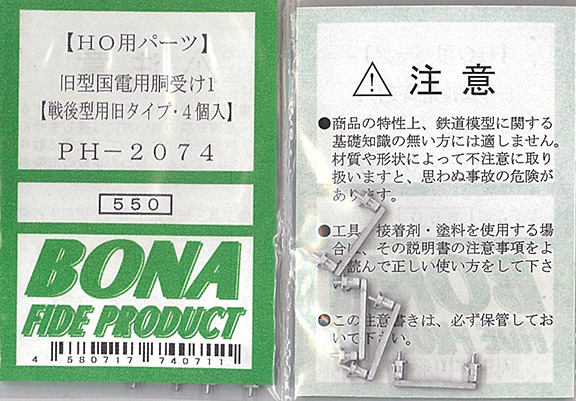 【HO用パーツ】
旧型国電用胴受け1
【戦後型用旧タイプ・4個入】
PH-2074
550
BONA
FIDE PRODUCT
4 580717 740711
注意
●商品の特性上、鉄道模型に関する
基礎知識の無い方には適しません。
材質や形状によって不注意に取り
扱いますと、思わぬ事故の危険が
あります。
●工具、接着剤・塗料を使用する場
合は、その説明書の注意事項をよ
読んで正しい使い方をして下さ
●この注意書きは、必ず保管してお
いて下さい。